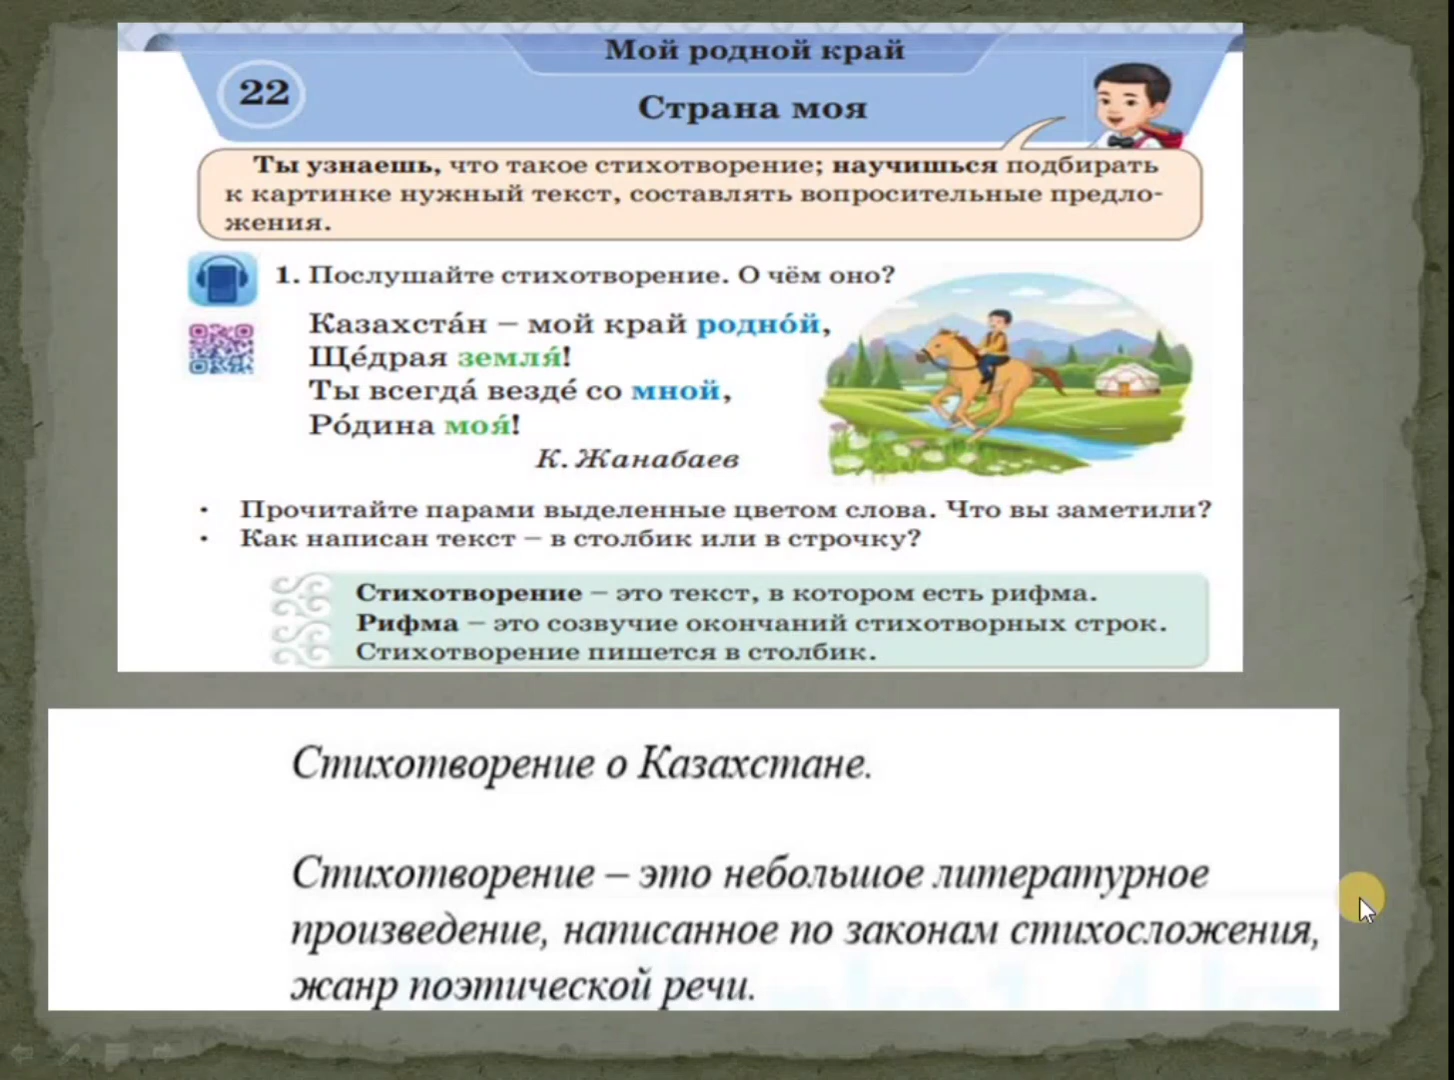 Мой родной край
22
Страна моя
Ты узнаешь, что такое стихотворение; научишься подбирать
к картинке нужный текст, составлять вопросительные предло-
жения.
1. Послушайте стихотворение. О чём оно?
Казахста́н – мой край родно́й,
Ще́драя земля́!
Ты всегда́ везде́ со мной,
Ро́дина моя́!
К. Жанабаев
• Прочитайте парами выделенные цветом слова. Что вы заметили?
• Как написан текст – в столбик или в строчку?
Стихотворение – это текст, в котором есть рифма.
Рифма – это созвучие окончаний стихотворных строк.
Стихотворение пишется в столбик.
Стихотворение о Казахстане.
Стихотворение – это небольшое литературное
произведение, написанное по законам стихосложения,
жанр поэтической речи.